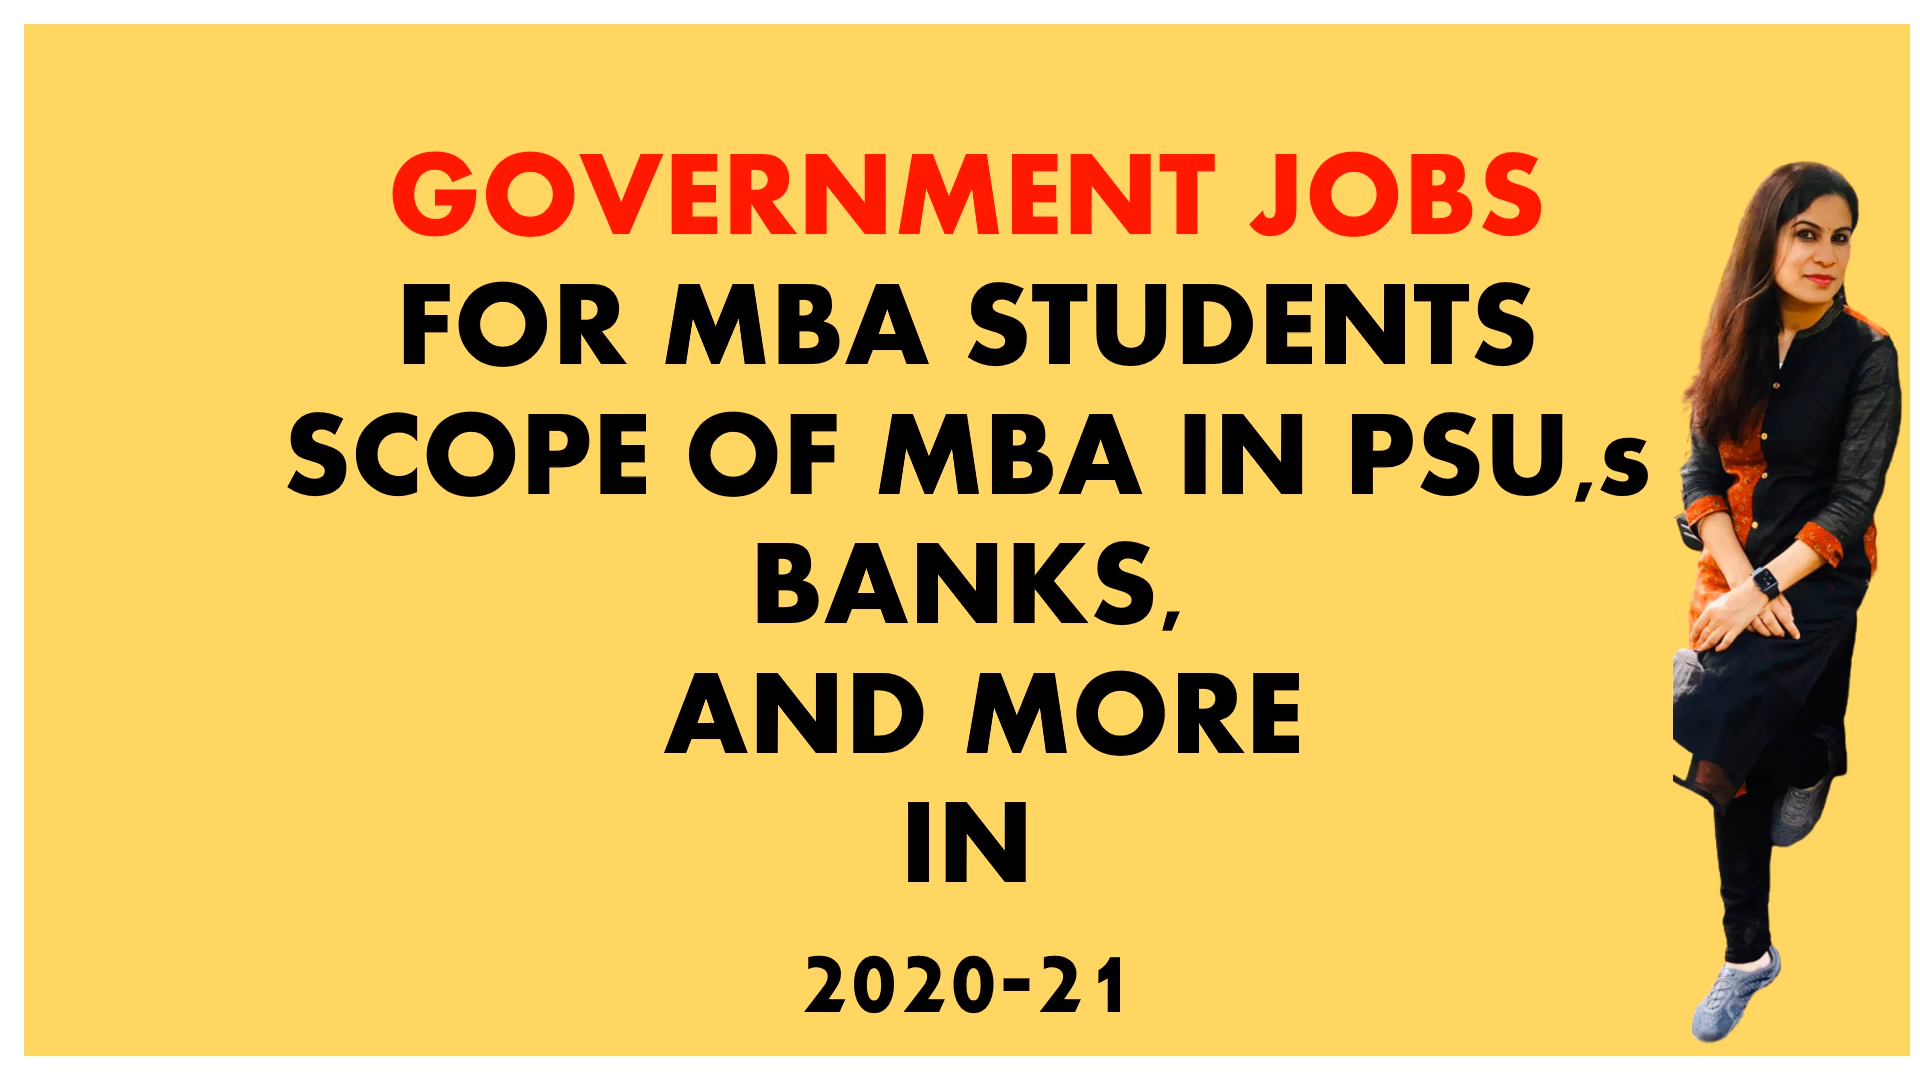 GOVERNMENT JOBS
FOR MBA STUDENTS
SCOPE OF MBA IN PSU,s
BANKS,
AND MORE
IN
2020-21